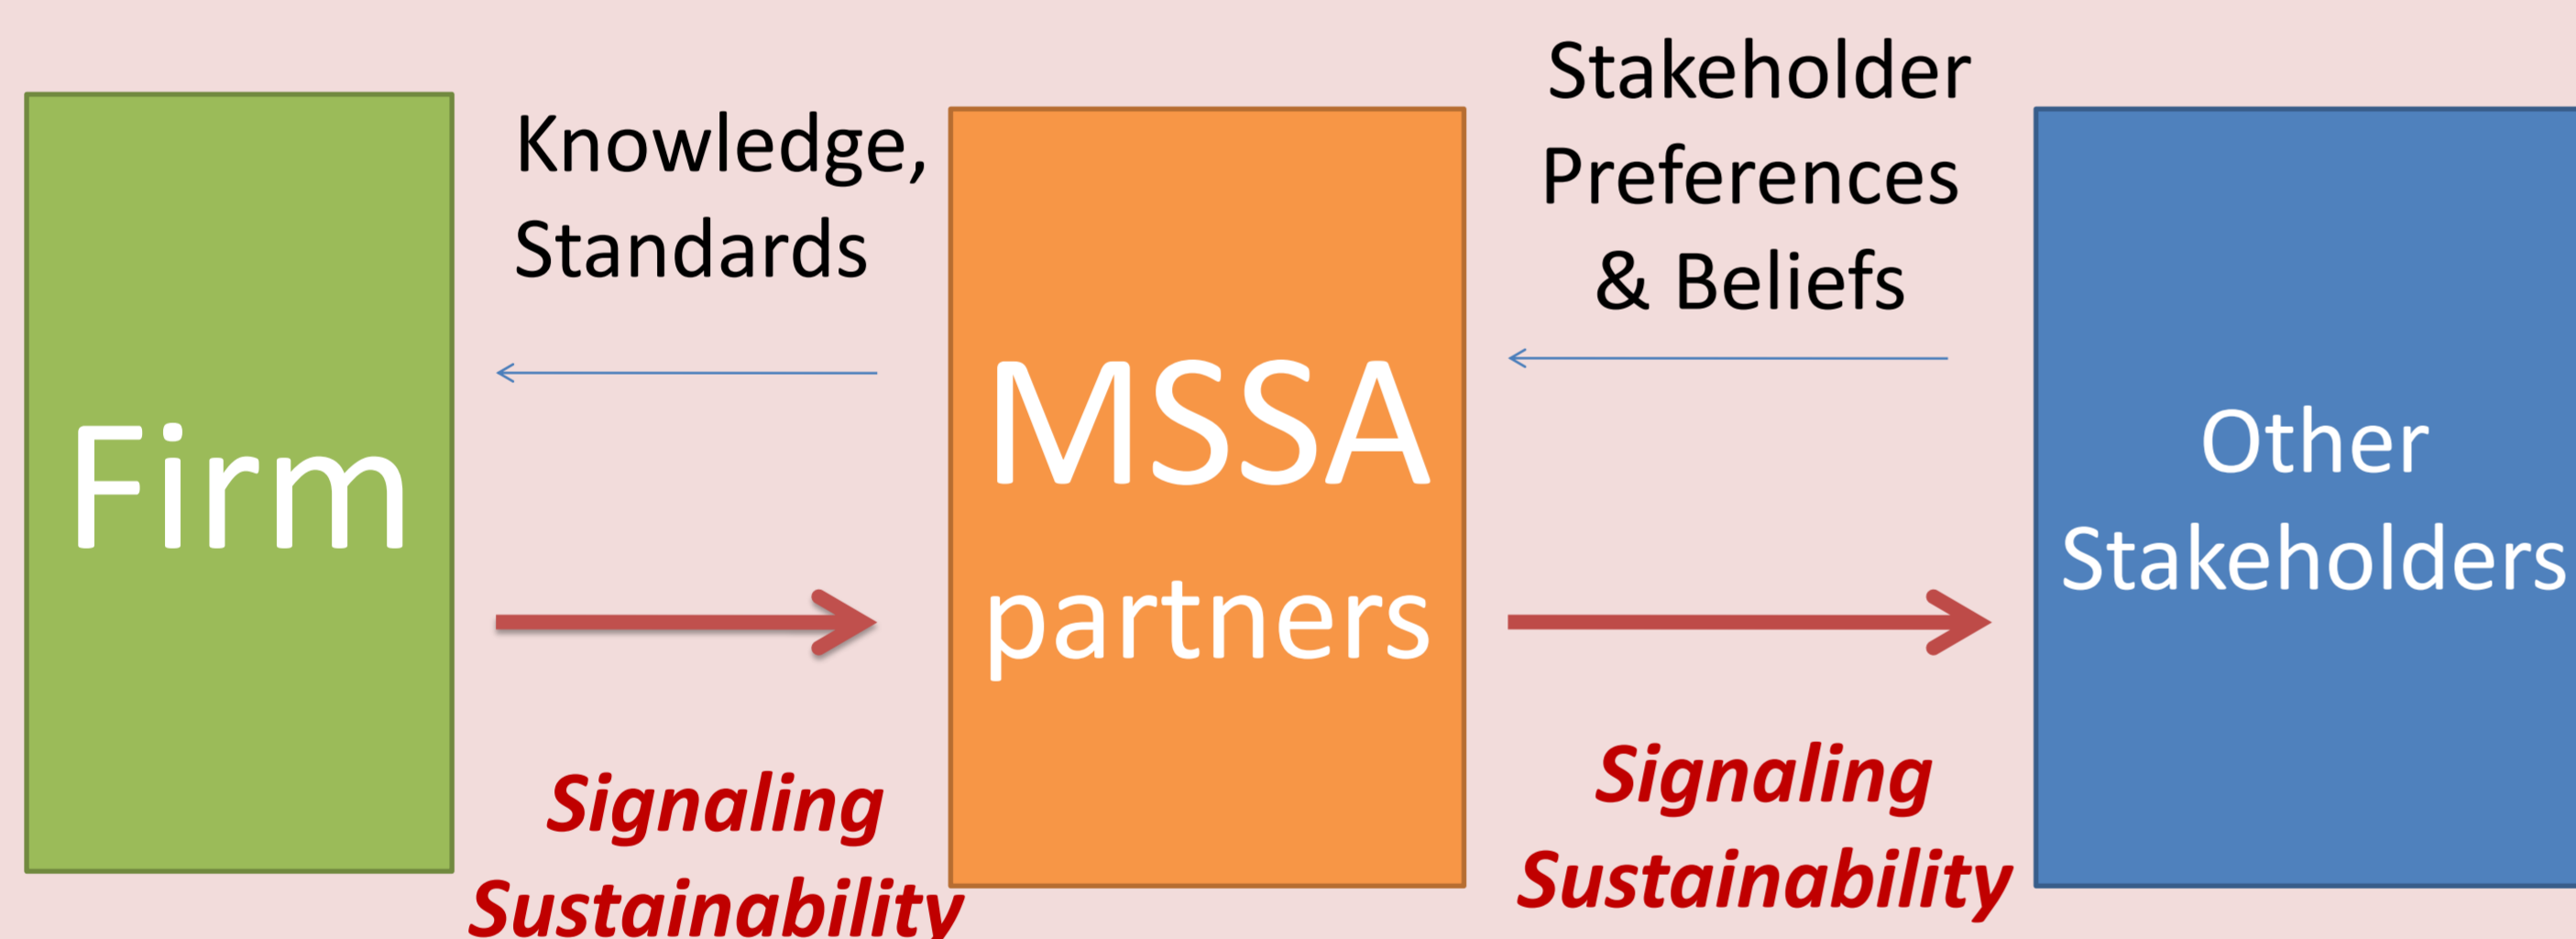 Firm
Knowledge,
Standards
Signaling
Sustainability
MSSA
partners
Stakeholder
Preferences
& Beliefs
Signaling
Sustainability
Other
Stakeholders